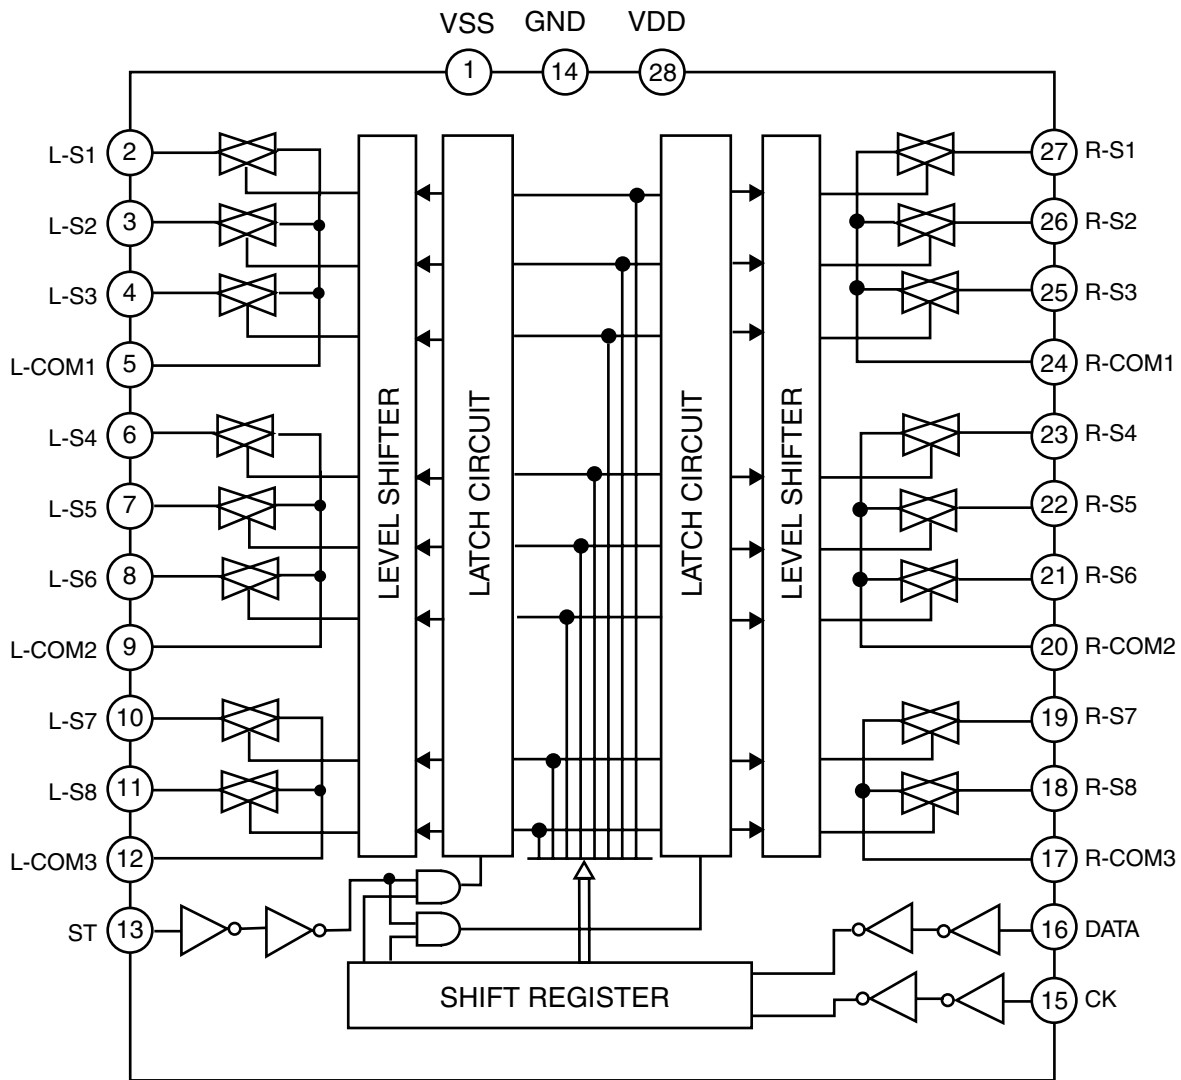 VSS GND VDD
1 14 28
L-S1 2 27 R-S1
L-S2 3 26 R-S2
L-S3 4 25 R-S3
L-COM1 5 24 R-COM1
L-S4 6 23 R-S4
L-S5 7 22 R-S5
L-S6 8 21 R-S6
L-COM2 9 20 R-COM2
L-S7 10 19 R-S7
L-S8 11 18 R-S8
L-COM3 12 17 R-COM3
ST 13 16 DATA
15 CK
LEVEL SHIFTER
LATCH CIRCUIT
LATCH CIRCUIT
LEVEL SHIFTER
SHIFT REGISTER